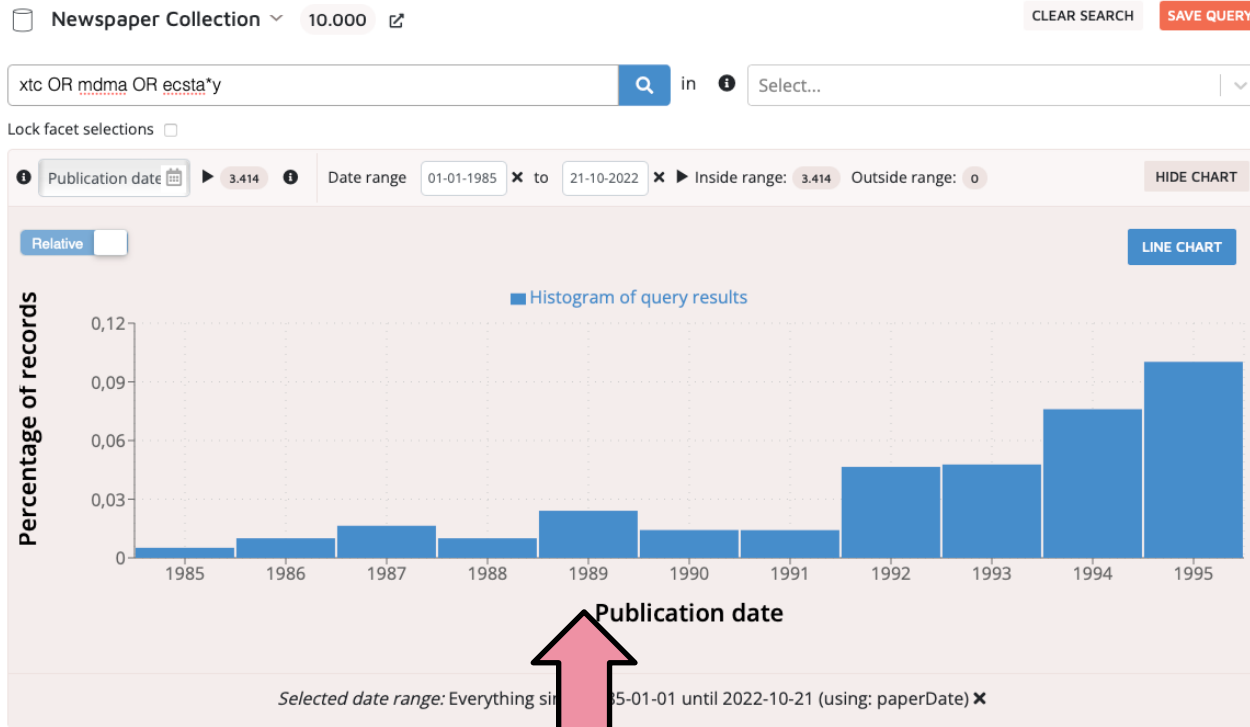 Newspaper Collection 10.000
CLEAR SEARCH SAVE QUERY
xtc OR mdma OR ecsta*y in Select...
Lock facet selections
Publication date 3.414 Date range 01-01-1985 to 21-10-2022 Inside range: 3.414 Outside range: 0 HIDE CHART
Relative
LINE CHART
Histogram of query results
Percentage of records
0,12
0,09
0,06
0,03
0
1985 1986 1987 1988 1989 1990 1991 1992 1993 1994 1995
Publication date
Selected date range: Everything 5-01-01 until 2022-10-21 (using: paperDate)